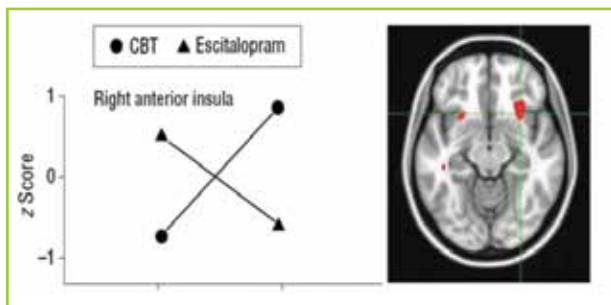 ● CBT ▲ Escitalopram
Right anterior insula
1
0
−1
z Score